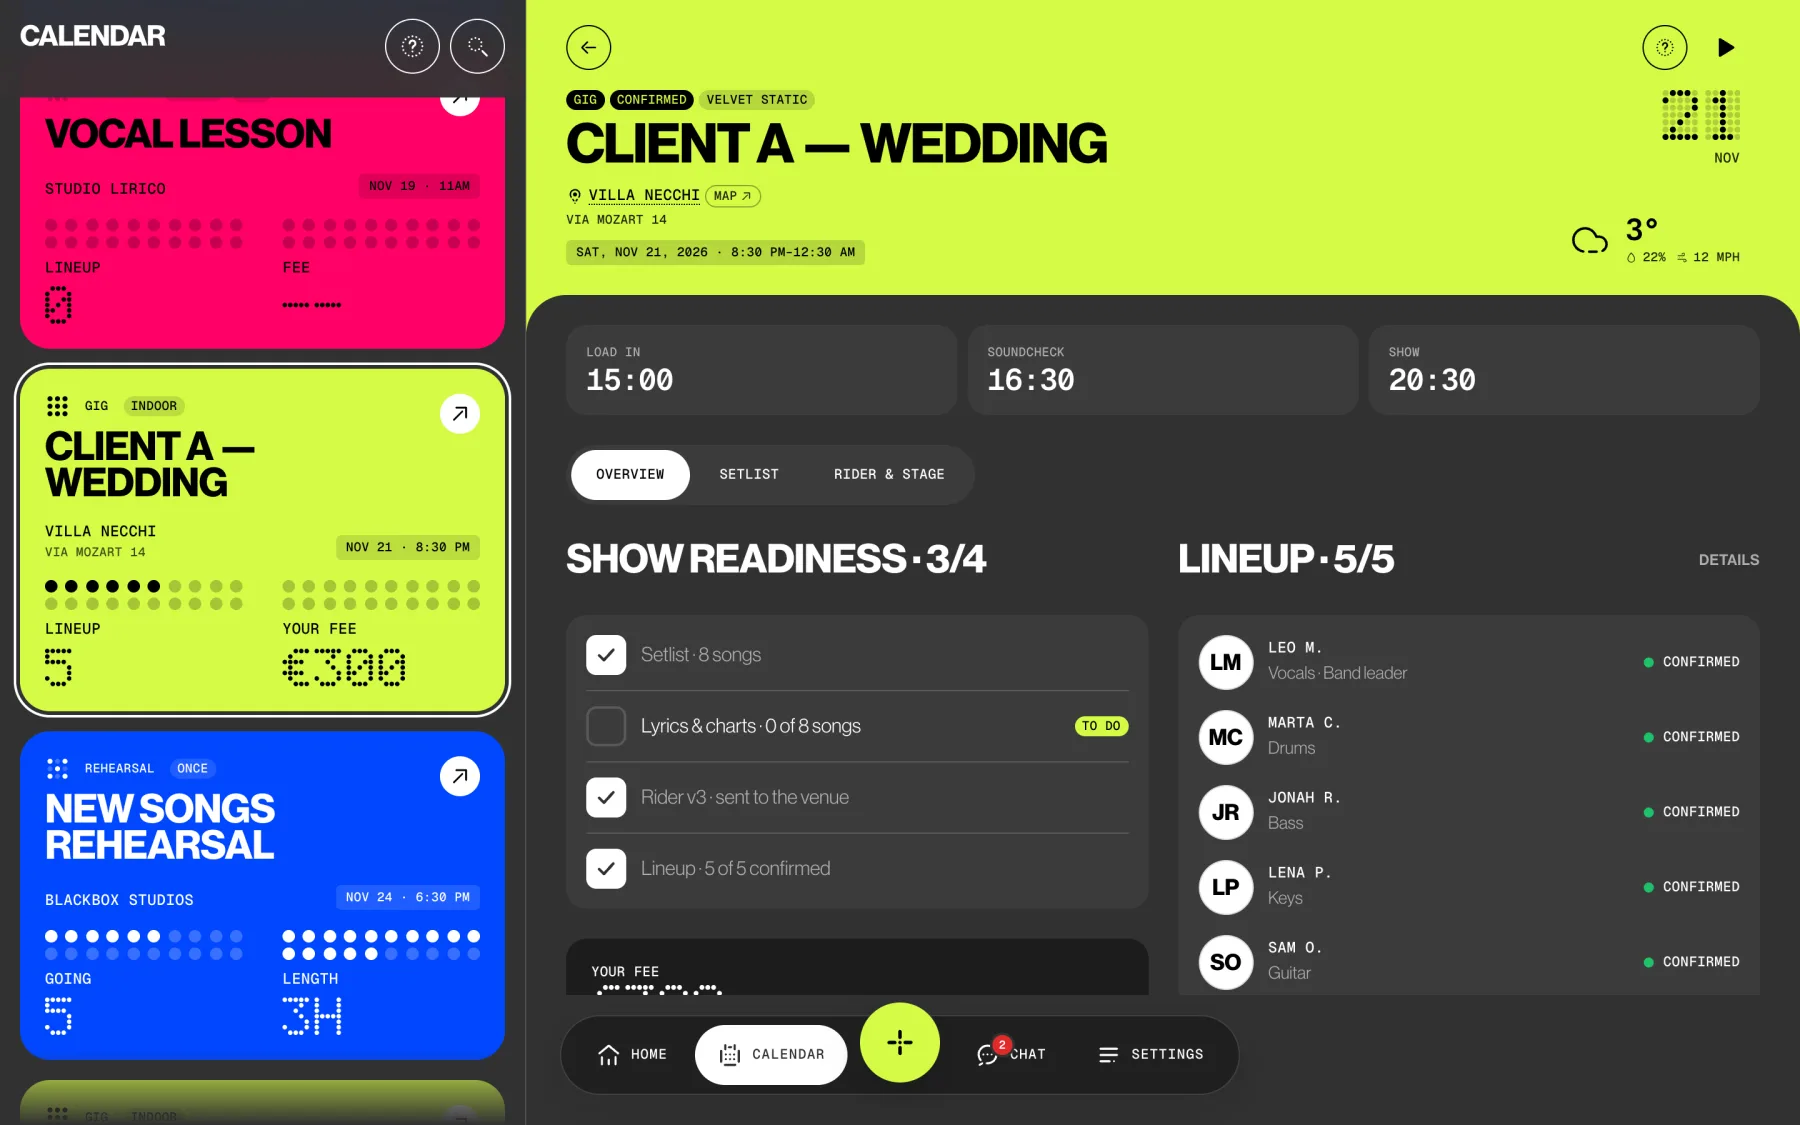 CALENDAR
VOCAL LESSON
STUDIO LIRICO
NOV 19 · 11AM
LINEUP
FEE
0
GIG
INDOOR
CLIENT A —
WEDDING
VILLA NECCHI
VIA MOZART 14
NOV 21 · 8:30 PM
LINEUP
YOUR FEE
5
€300
REHEARSAL
ONCE
NEW SONGS
REHEARSAL
BLACKBOX STUDIOS
NOV 24 · 6:30 PM
GOING
LENGTH
5
3H
GIG
INDOOR
GIG
CONFIRMED
VELVET STATIC
CLIENT A — WEDDING
VILLA NECCHI
MAP
VIA MOZART 14
SAT, NOV 21, 2026 · 8:30 PM–12:30 AM
21
NOV
3°
22%
12 MPH
LOAD IN
15:00
SOUNDCHECK
16:30
SHOW
20:30
OVERVIEW
SETLIST
RIDER & STAGE
SHOW READINESS · 3/4
Setlist · 8 songs
Lyrics & charts · 0 of 8 songs
TO DO
Rider v3 · sent to the venue
Lineup · 5 of 5 confirmed
YOUR FEE
LINEUP · 5/5
DETAILS
LM
LEO M.
Vocals · Band leader
CONFIRMED
MC
MARTA C.
Drums
CONFIRMED
JR
JONAH R.
Bass
CONFIRMED
LP
LENA P.
Keys
CONFIRMED
SO
SAM O.
Guitar
CONFIRMED
HOME
CALENDAR
2
CHAT
SETTINGS